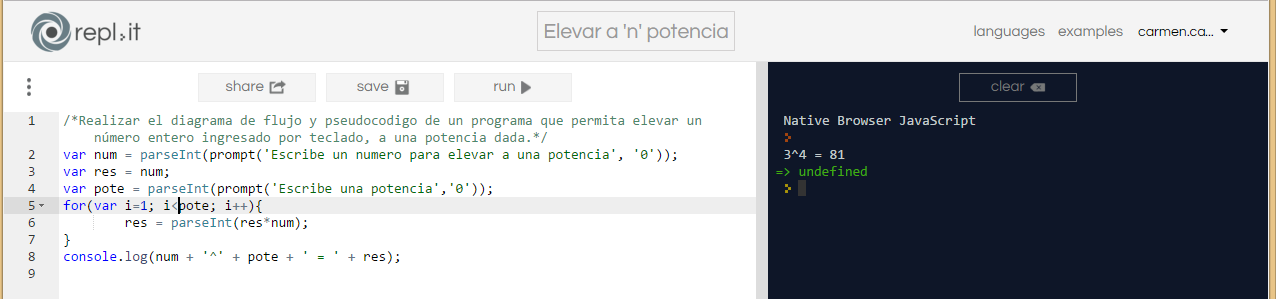 repl.it
Elevar a 'n' potencia
languages examples carmen.ca...
share save run
clear
1 /*Realizar el diagrama de flujo y pseudocodigo de un programa que permita elevar un
número entero ingresado por teclado, a una potencia dada.*/
2 var num = parseInt(prompt('Escribe un numero para elevar a una potencia', '0'));
3 var res = num;
4 var pote = parseInt(prompt('Escribe una potencia','0'));
5 for(var i=1; i<pote; i++){
6 res = parseInt(res*num);
7 }
8 console.log(num + '^' + pote + ' = ' + res);
9
Native Browser JavaScript
>
3^4 = 81
=> undefined
>